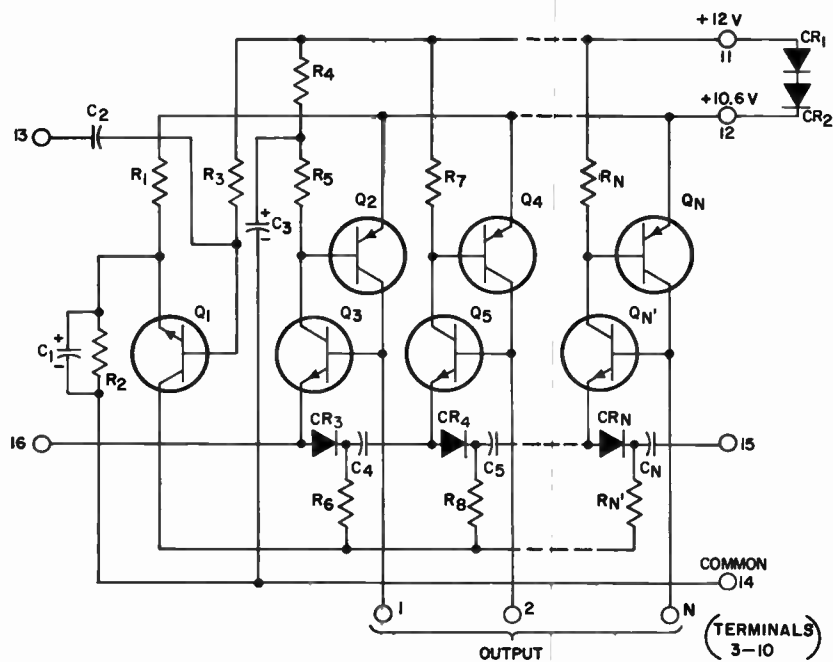 +12V
CR1
11
R4
C2
+10.6V
CR2
13
12
R1
R3
R5
R7
RN
Q2
Q4
QN
+
C3
-
Q1
Q3
Q5
QN'
+
C1
-
R2
CR3
CR4
CRN
16
15
C4
C5
CN
R6
R8
RN'
COMMON
14
1
2
N
(TERMINALS
3-10)
OUTPUT